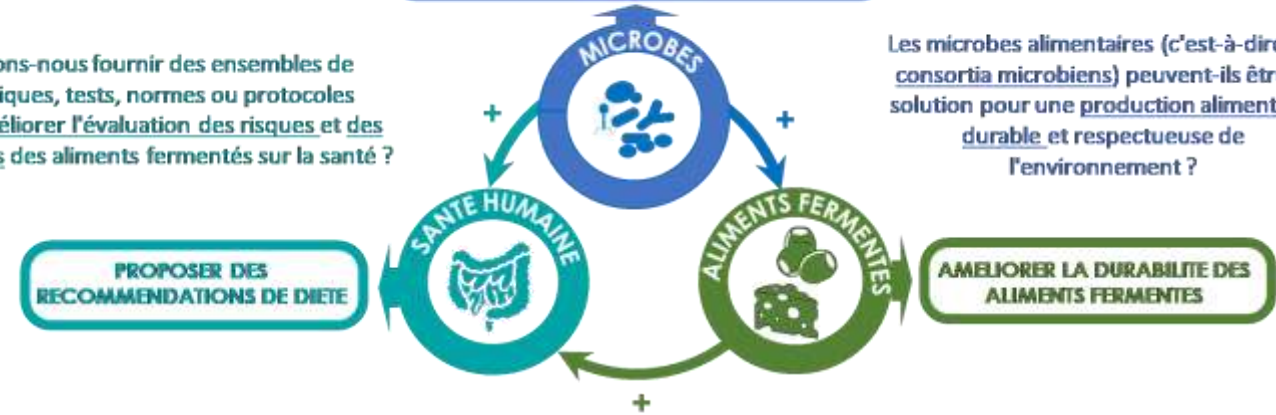 ons-nous fournir des ensembles de
iques, tests, normes ou protocoles
éliorer l'évaluation des risques et des
s des aliments fermentés sur la santé ?
MICROBES
+
+
Les microbes alimentaires (c'est-à-dire
consortia microbiens) peuvent-ils êtr
solution pour une production aliment
durable et respectueuse de
l'environnement ?
SANTE HUMAINE
ALIMENTS FERMENTES
PROPOSER DES
RECOMMENDATIONS DE DIETE
AMELIORER LA DURABILITE DES
ALIMENTS FERMENTES
+